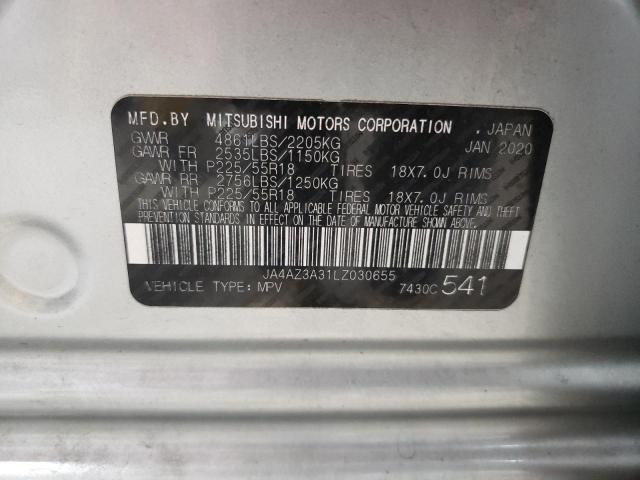 MFD.BY MITSUBISHI MOTORS CORPORATION . JAPAN
GVWR 4861LBS/2205KG JAN 2020
GAWR FR 2535LBS/1150KG
WITH P225/55R18 TIRES 18X7.0J RIMS
GAWR RR 2756LBS/1250KG
WITH P225/55R18 TIRES 18X7.0J RIMS
THIS VEHICLE CONFORMS TO ALL APPLICABLE FEDERAL MOTOR VEHICLE SAFETY AND THEFT
PREVENTION STANDARDS IN EFFECT ON THE DATE OF MANUFACTURE SHOWN ABOVE.
JA4AZ3A31LZ030655
VEHICLE TYPE: MPV 7430C 541